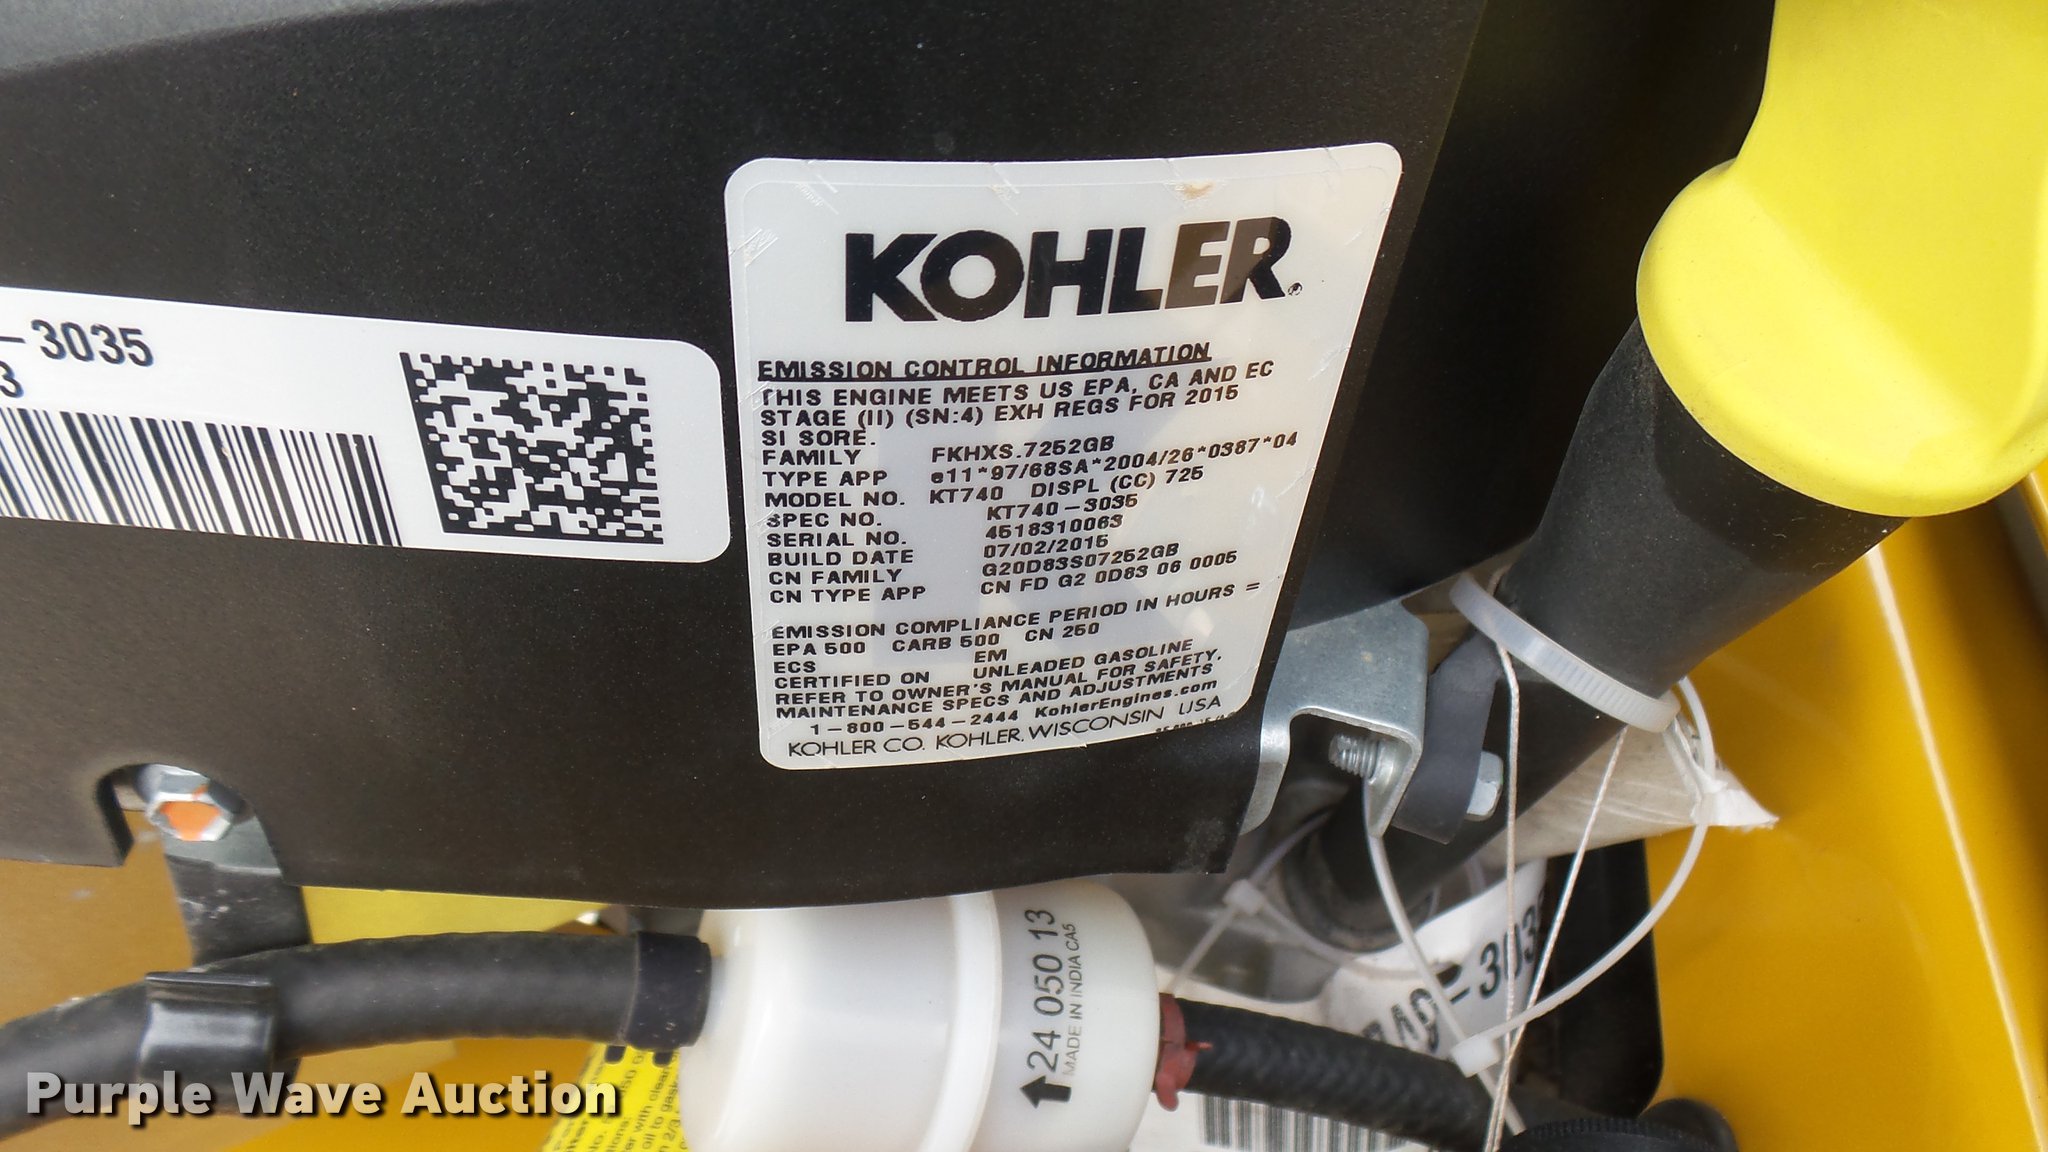 -3035
3
KOHLER.
EMISSION CONTROL INFORMATION
THIS ENGINE MEETS US EPA, CA AND EC
STAGE (II) (SN:4) EXH REGS FOR 2015
SI SORE.
FAMILY FKHXS.7252GB
TYPE APP e11*97/68SA*2004/26*0387*04
MODEL NO. KT740 DISPL (CC) 725
SPEC NO. KT740-3035
SERIAL NO. 4518310063
BUILD DATE 07/02/2015
CN FAMILY G20D83S07252GB
CN TYPE APP CN FD G2 0D83 06 0005
EMISSION COMPLIANCE PERIOD IN HOURS =
EPA 500 CARB 500 CN 250
ECS EM
CERTIFIED ON UNLEADED GASOLINE
REFER TO OWNER'S MANUAL FOR SAFETY,
MAINTENANCE SPECS AND ADJUSTMENTS
1-800-544-2444 KohlerEngines.com
KOHLER CO. KOHLER, WISCONSIN USA
24 050 13
MADE IN INDIA CA5
Purple Wave Auction